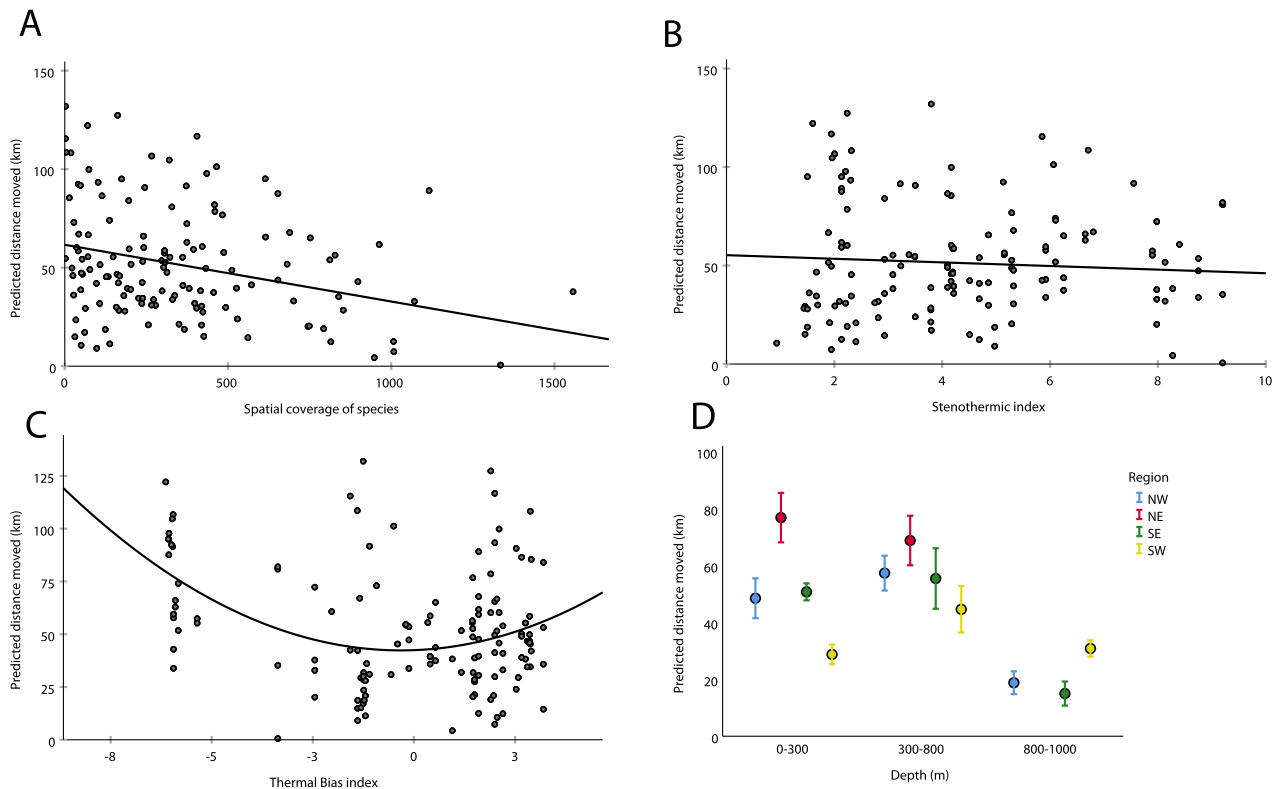 A
150
100
50
0
0 500 1000 1500
Predicted distance moved (km)
Spatial coverage of species
B
150
100
50
0
0 2 4 6 8 10
Predicted distance moved (km)
Stenothermic index
C
125
100
75
50
25
0
-8 -5 -3 0 3
Predicted distance moved (km)
Thermal Bias index
D
100
80
60
40
20
0
0-300 300-800 800-1000
Predicted distance moved (km)
Depth (m)
Region
NW
NE
SE
SW